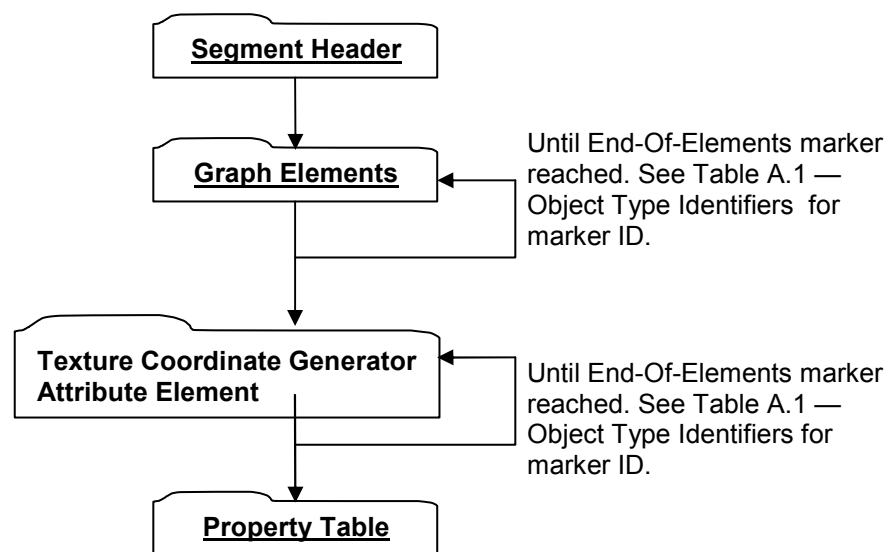 Segment Header
Graph Elements
Until End-Of-Elements marker
reached. See Table A.1 —
Object Type Identifiers for
marker ID.
Texture Coordinate Generator
Attribute Element
Until End-Of-Elements marker
reached. See Table A.1 —
Object Type Identifiers for
marker ID.
Property Table